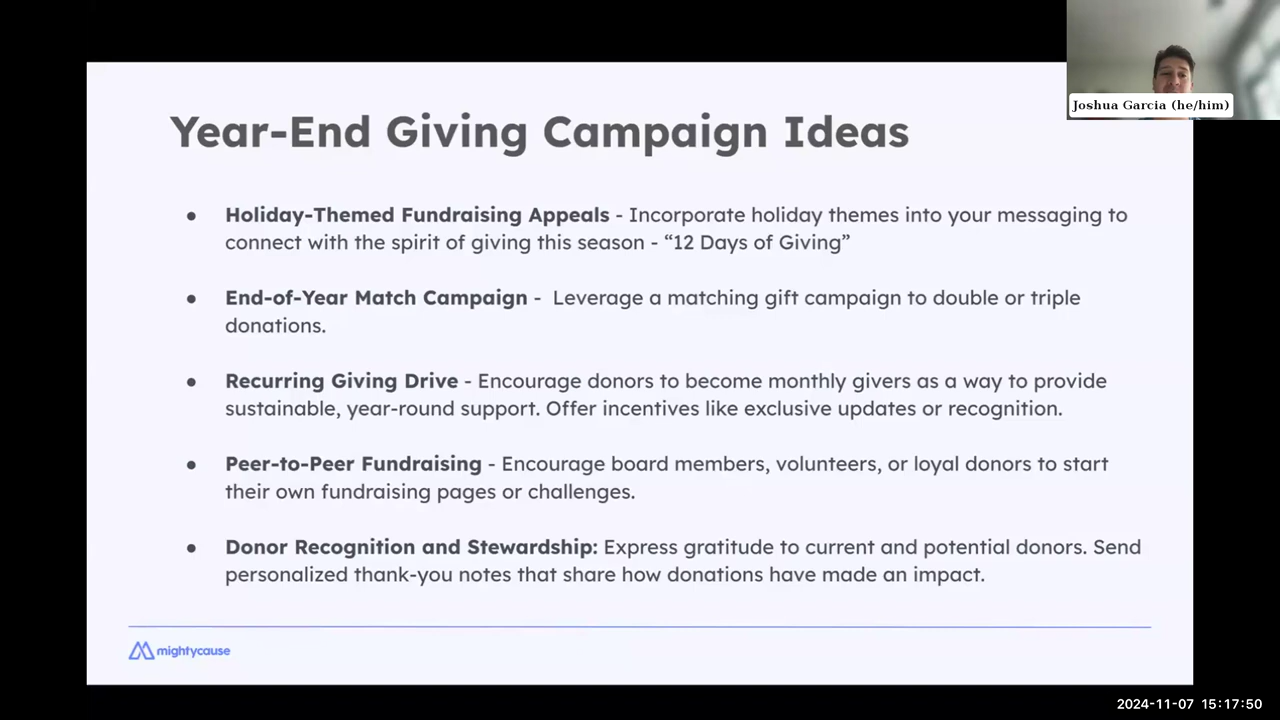 Joshua Garcia (he/him)
Year-End Giving Campaign Ideas
● Holiday-Themed Fundraising Appeals - Incorporate holiday themes into your messaging to
connect with the spirit of giving this season - “12 Days of Giving”
● End-of-Year Match Campaign - Leverage a matching gift campaign to double or triple
donations.
● Recurring Giving Drive - Encourage donors to become monthly givers as a way to provide
sustainable, year-round support. Offer incentives like exclusive updates or recognition.
● Peer-to-Peer Fundraising - Encourage board members, volunteers, or loyal donors to start
their own fundraising pages or challenges.
● Donor Recognition and Stewardship: Express gratitude to current and potential donors. Send
personalized thank-you notes that share how donations have made an impact.
mightycause
2024-11-07 15:17:50